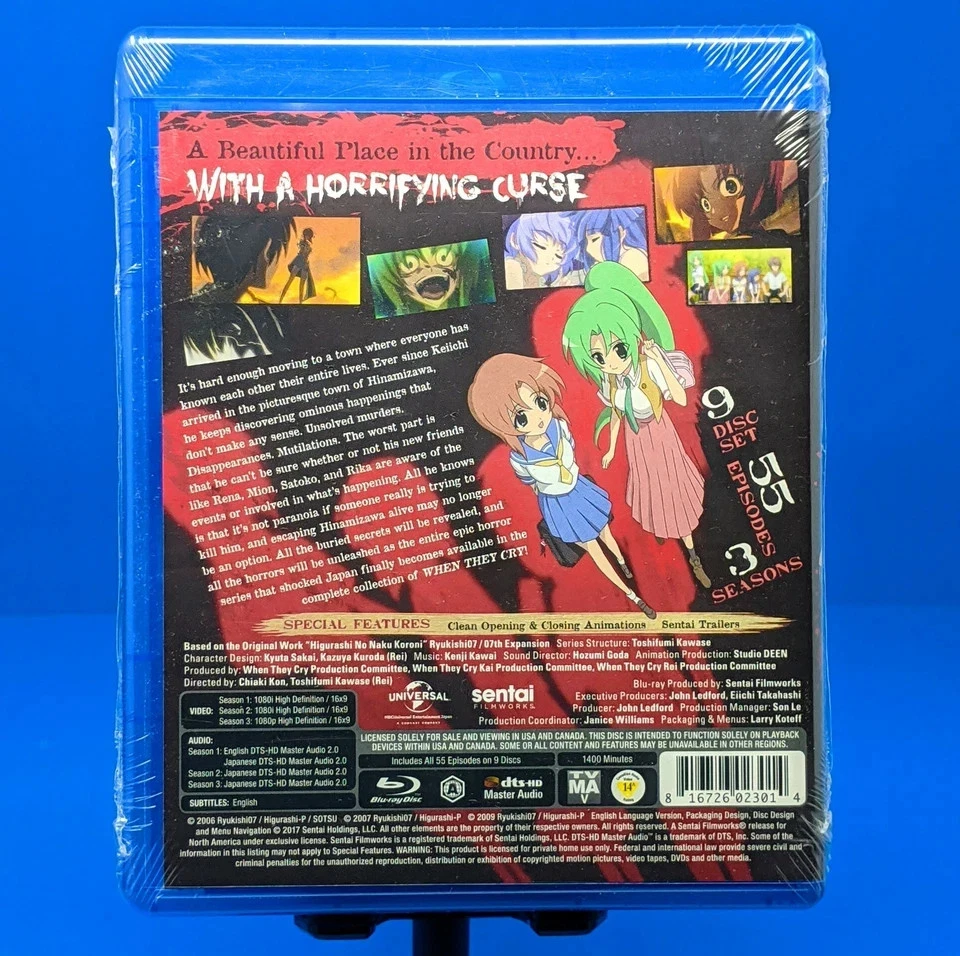 A Beautiful Place in the Country...
WITH A HORRIFYING CURSE
It's hard enough moving to a town where everyone has
known each other their entire lives. Ever since Keiichi
arrived in the picturesque town of Hinamizawa,
he keeps discovering ominous happenings that
don't make any sense. Unsolved murders.
Disappearances. Mutilations. The worst part is
that he can't be sure whether or not his new friends
like Rena, Mion, Satoko, and Rika are aware of the
events or involved in what's happening. All he knows
is that it's not paranoia if someone really is trying to
kill him, and escaping Hinamizawa alive may no longer
be an option. All the buried secrets will be revealed, and
all the horrors will be unleashed as the entire epic horror
series that shocked Japan finally becomes available in the
complete collection of WHEN THEY CRY!
9
DISC
SET
55
EPISODES
3
SEASONS
SPECIAL FEATURES Clean Opening & Closing Animations Sentai Trailers
Based on the Original Work "Higurashi No Naku Koroni" Ryukishi07 / 07th Expansion Series Structure: Toshifumi Kawase
Character Design: Kyuta Sakai, Kazuya Kuroda (Rei) Music: Kenji Kawai Sound Director: Hozumi Goda Animation Production: Studio DEEN
Produced by: When They Cry Production Committee, When They Cry Kai Production Committee, When They Cry Rei Production Committee
Directed by: Chiaki Kon, Toshifumi Kawase (Rei)
Blu-ray Produced by: Sentai Filmworks
Executive Producers: John Ledford, Eiichi Takahashi
Producer: John Ledford Production Manager: Son Le
Production Coordinator: Janice Williams Packaging & Menus: Larry Koteff
UNIVERSAL
NBCUniversal Entertainment Japan
A COMCAST COMPANY
sentai
FILMWORKS
VIDEO:
Season 1: 1080i High Definition / 16x9
Season 2: 1080i High Definition / 16x9
Season 3: 1080p High Definition / 16x9
AUDIO:
Season 1: English DTS-HD Master Audio 2.0
Japanese DTS-HD Master Audio 2.0
Season 2: Japanese DTS-HD Master Audio 2.0
Season 3: Japanese DTS-HD Master Audio 2.0
SUBTITLES: English
LICENSED SOLELY FOR SALE AND VIEWING IN USA AND CANADA. THIS DISC IS INTENDED TO FUNCTION SOLELY ON PLAYBACK
DEVICES WITHIN USA AND CANADA. SOME OR ALL CONTENT AND FEATURES MAY BE UNAVAILABLE IN OTHER REGIONS.
Includes All 55 Episodes on 9 Discs
1400 Minutes
Blu-ray Disc
A
dts-HD
Master Audio
TV
MA
V
14+
8 16726 02301 4
© 2006 Ryukishi07 / Higurashi-P / SOTSU © 2007 Ryukishi07 / Higurashi-P © 2009 Ryukishi07 / Higurashi-P English Language Version, Packaging Design, Disc Design
and Menu Navigation © 2017 Sentai Holdings, LLC. All other elements are the property of their respective owners. All rights reserved. A Sentai Filmworks® release for
North America under exclusive license. Sentai Filmworks is a registered trademark of Sentai Holdings, LLC. DTS-HD Master Audio™ is a trademark of DTS, Inc. Some of the
information in this listing may not apply to Special Features. WARNING: This product is licensed for private home use only. Federal and international law provide severe civil and
criminal penalties for the unauthorized reproduction, distribution or exhibition of copyrighted motion pictures, video tapes, DVDs and other media.